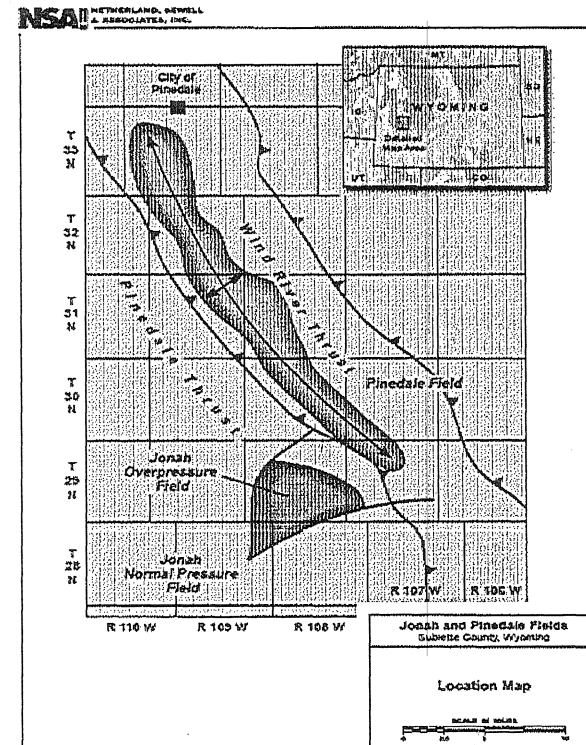 NSAI NETHERLAND, SEWELL
& ASSOCIATES, INC.
City of
Pinedale
MT
SD
ID
WYOMING
NE
Detailed
Map Area
UT
CO
T
33
N
T
32
N
T
31
N
T
30
N
T
29
N
T
28
N
Wind River Thrust
Pinedale Thrust
Pinedale Field
Jonah
Overpressure
Field
Jonah
Normal Pressure
Field
R 107 W
R 106 W
R 110 W
R 109 W
R 108 W
Jonah and Pinedale Fields
Sublette County, Wyoming
Location Map
SCALE IN MILES